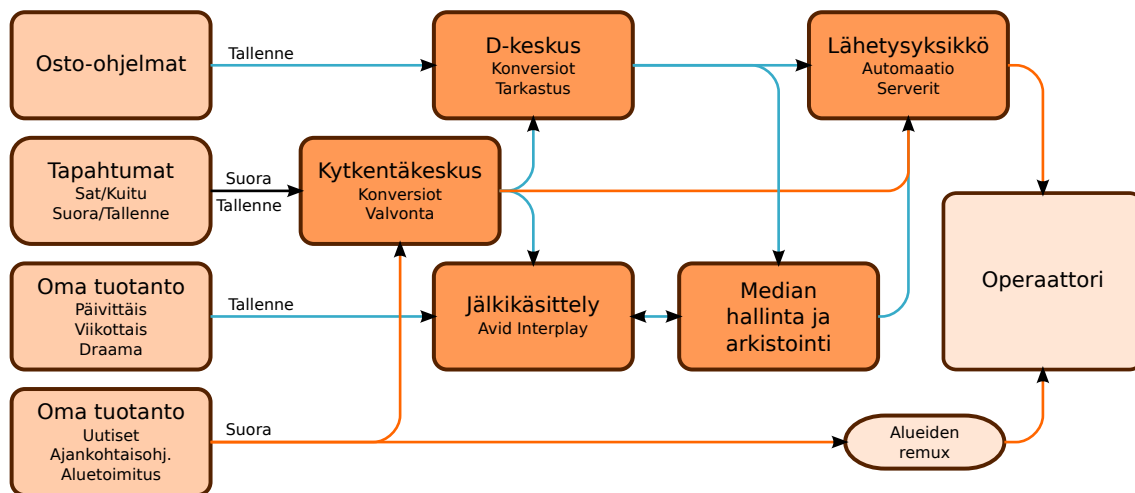 Osto-ohjelmat
Tallenne
D-keskus
Konversiot
Tarkastus
Lähetysyksikkö
Automaatio
Serverit
Tapahtumat
Sat/Kuitu
Suora/Tallenne
Suora
Tallenne
Kytkentäkeskus
Konversiot
Valvonta
Oma tuotanto
Päivittäis
Viikottais
Draama
Tallenne
Jälkikäsittely
Avid Interplay
Median
hallinta ja
arkistointi
Operaattori
Oma tuotanto
Uutiset
Ajankohtaisohj.
Aluetoimitus
Suora
Alueiden
remux